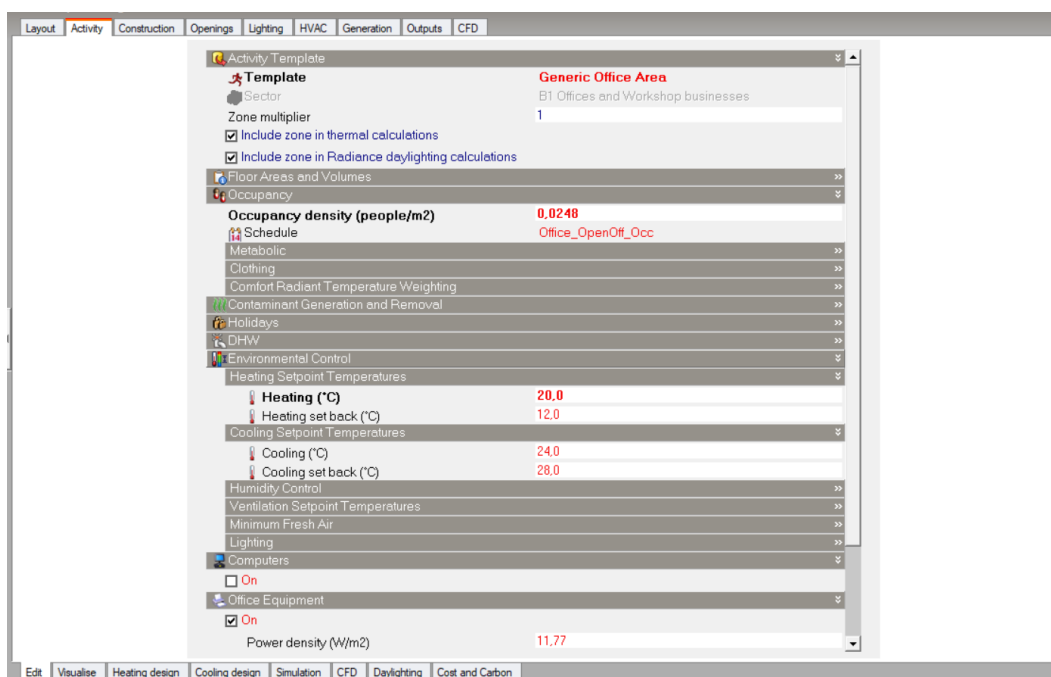 Layout Activity Construction Openings Lighting HVAC Generation Outputs CFD
Activity Template
Template Generic Office Area
Sector B1 Offices and Workshop businesses
Zone multiplier 1
Include zone in thermal calculations
Include zone in Radiance daylighting calculations
Floor Areas and Volumes
Occupancy
Occupancy density (people/m2) 0,0248
Schedule Office_OpenOff_Occ
Metabolic
Clothing
Comfort Radiant Temperature Weighting
Contaminant Generation and Removal
Holidays
DHW
Environmental Control
Heating Setpoint Temperatures
Heating (°C) 20,0
Heating set back (°C) 12,0
Cooling Setpoint Temperatures
Cooling (°C) 24,0
Cooling set back (°C) 28,0
Humidity Control
Ventilation Setpoint Temperatures
Minimum Fresh Air
Lighting
Computers
On
Office Equipment
On
Power density (W/m2) 11,77
Edit Visualise Heating design Cooling design Simulation CFD Daylighting Cost and Carbon